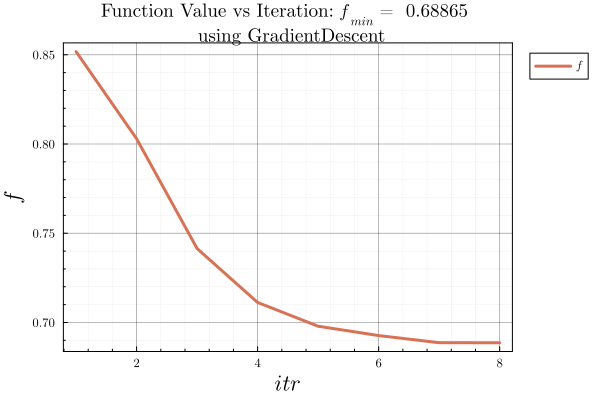 Function Value vs Iteration: f_min = 0.68865
using GradientDescent
f
0.85
0.80
0.75
0.70
f
2
4
6
8
itr